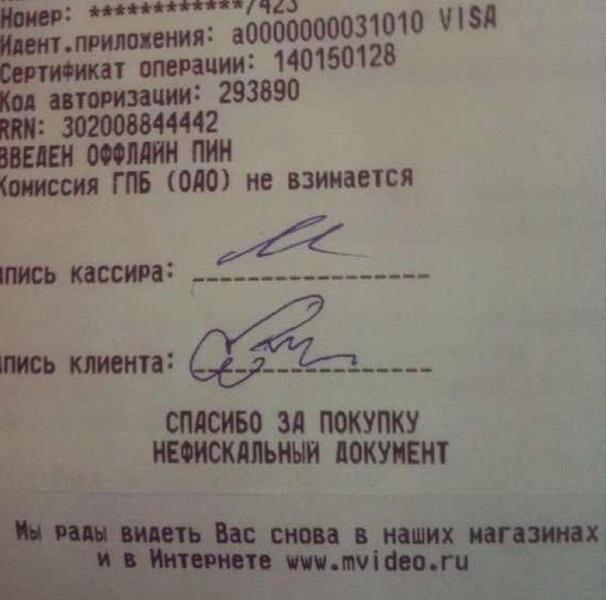 Номер: ************7423
Идент.приложения: a0000000031010 VISA
Сертификат операции: 140150128
Код авторизации: 293890
RRN: 302008844442
ВВЕДЕН ОФФЛАЙН ПИН
Комиссия ГПБ (ОАО) не взимается
пись кассира:
пись клиента:
СПАСИБО ЗА ПОКУПКУ
НЕФИСКАЛЬНЫЙ ДОКУМЕНТ
Мы рады видеть Вас снова в наших магазинах
и в Интернете www.mvideo.ru